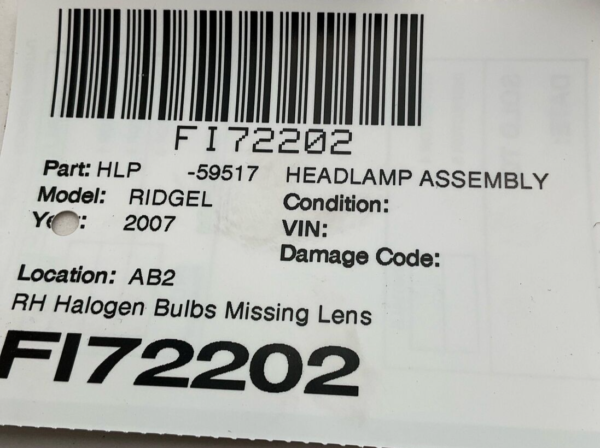 FI72202
Part: HLP -59517 HEADLAMP ASSEMBLY
Model: RIDGEL Condition:
2007 VIN:
Damage Code:
Location: AB2
RH Halogen Bulbs Missing Lens
FI72202